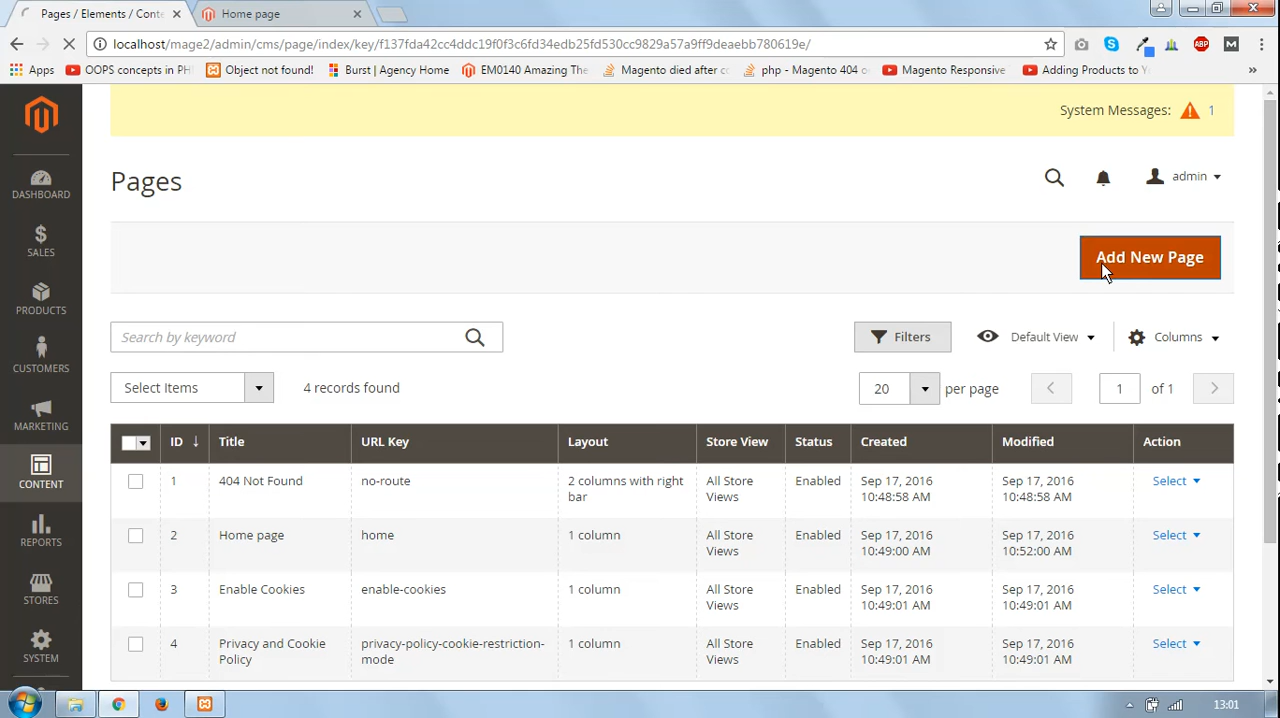 Pages / Elements / Conte
Home page
localhost/mage2/admin/cms/page/index/key/f137fda42cc4ddc19f0f3c6fd34edb25fd530cc9829a57a9ff9deaebb780619e/
Apps
OOPS concepts in PH
Object not found!
Burst | Agency Home
EM0140 Amazing The
Magento died after co
php - Magento 404 o
Magento Responsive
Adding Products to Y
ABP
M
System Messages: 1
Pages
admin
Add New Page
DASHBOARD
SALES
PRODUCTS
CUSTOMERS
MARKETING
CONTENT
REPORTS
STORES
SYSTEM
Search by keyword
Filters
Default View
Columns
Select Items
4 records found
20
per page
1
of 1
ID ↓ Title URL Key Layout Store View Status Created Modified Action
1 404 Not Found no-route 2 columns with right All Store Enabled Sep 17, 2016 Sep 17, 2016 Select
bar Views 10:48:58 AM 10:48:58 AM
2 Home page home 1 column All Store Enabled Sep 17, 2016 Sep 17, 2016 Select
Views 10:49:00 AM 10:52:00 AM
3 Enable Cookies enable-cookies 1 column All Store Enabled Sep 17, 2016 Sep 17, 2016 Select
Views 10:49:01 AM 10:49:01 AM
4 Privacy and Cookie privacy-policy-cookie-restriction- 1 column All Store Enabled Sep 17, 2016 Sep 17, 2016 Select
Policy mode Views 10:49:01 AM 10:49:01 AM
13:01